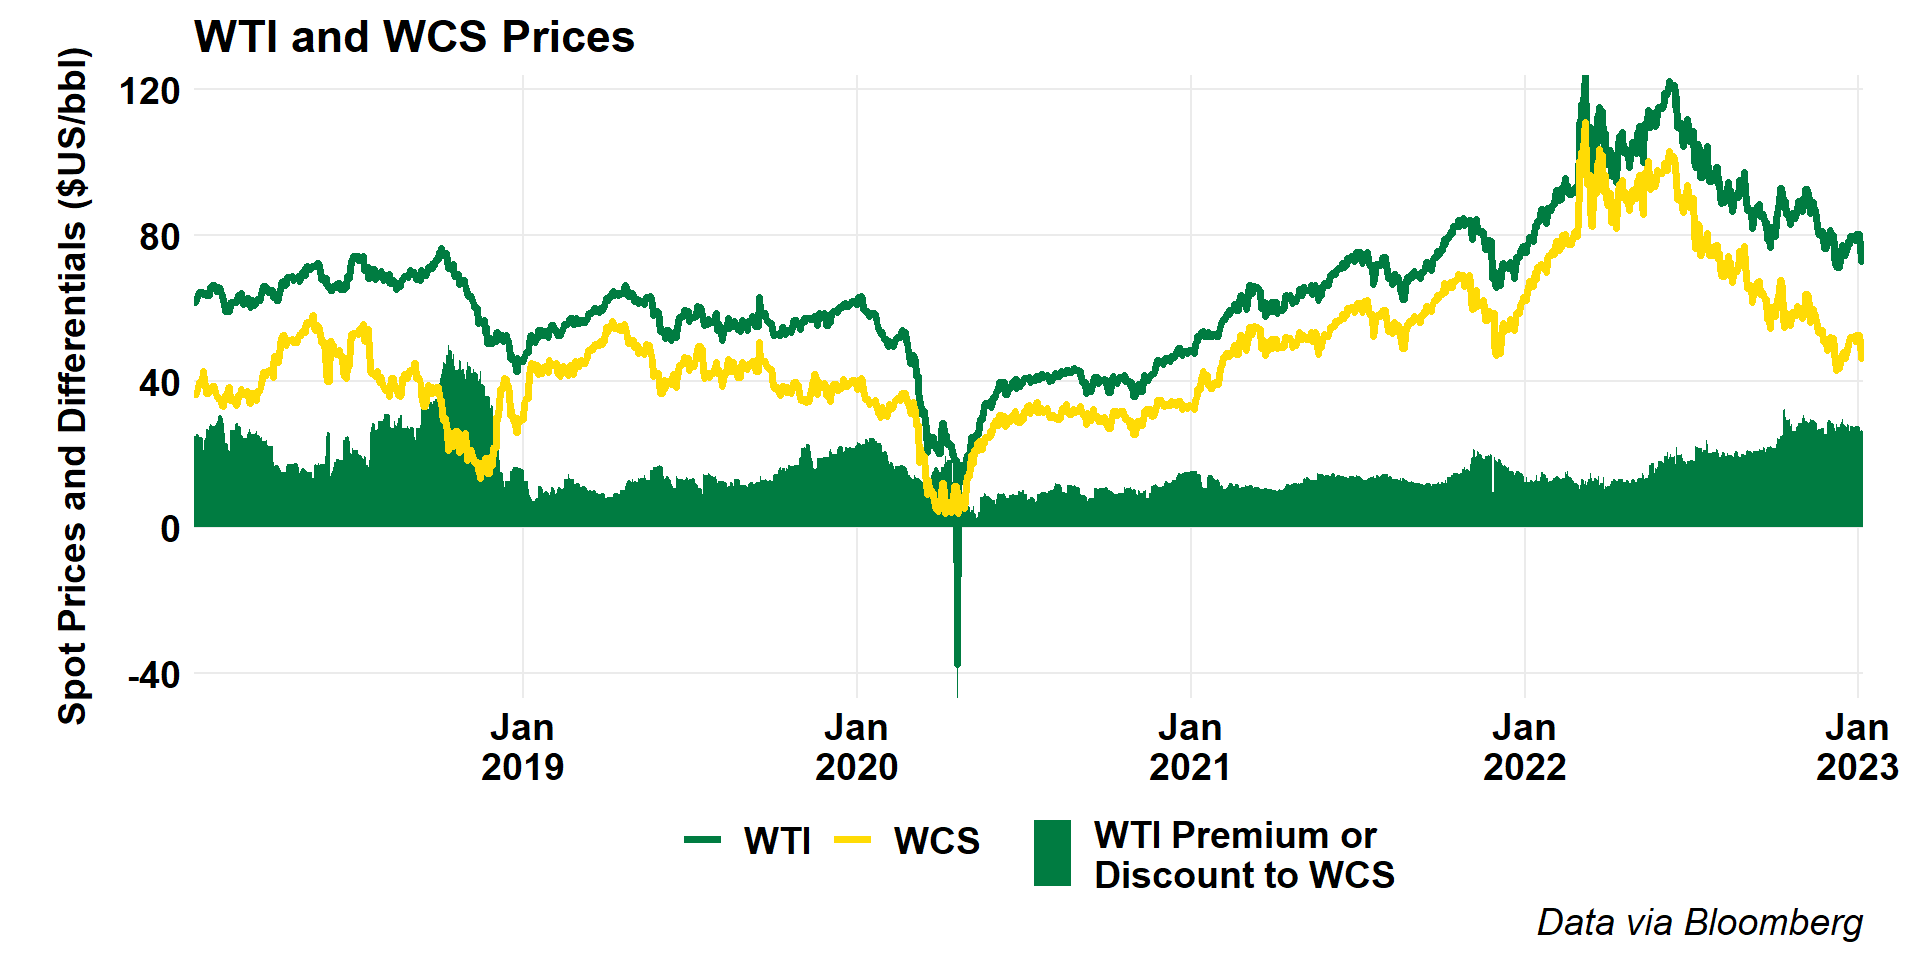 WTI and WCS Prices
Spot Prices and Differentials ($US/bbl)
120
80
40
0
-40
Jan
2019
Jan
2020
Jan
2021
Jan
2022
Jan
2023
WTI
WCS
WTI Premium or
Discount to WCS
Data via Bloomberg